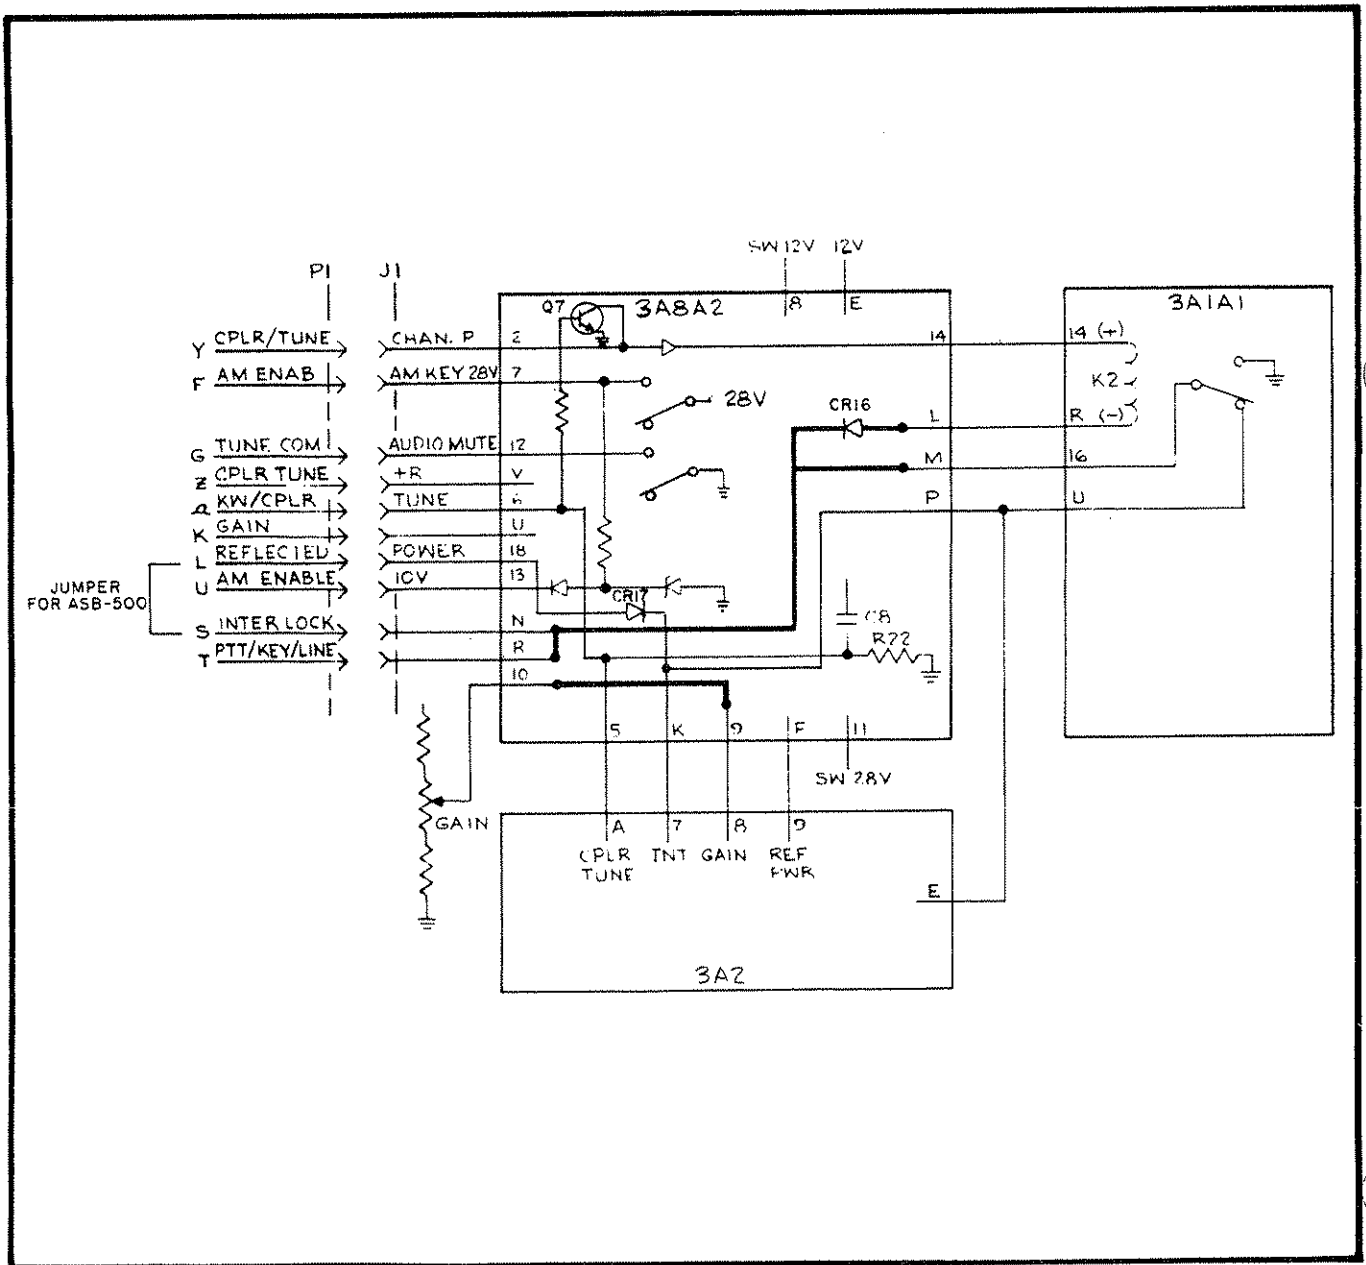 SW 12V 12V
P1 J1
Q7 3A8A2 8 E 3A1A1
Y CPLR/TUNE CHAN. P 2 14 14 (+)
F AM ENAB AM KEY 28V 7 K2
28V CR16 L R (-)
G TUNE COM AUDIO MUTE 12 M 16
Z CPLR TUNE +R V
a KW/CPLR TUNE 6 P U
K GAIN U
L REFLECTED POWER 18
JUMPER
FOR ASB-500
U AM ENABLE 10V 13
CR17 C8
S INTER LOCK N
R22
T PTT/KEY/LINE R
10
5 K 9 F 11
SW 28V
GAIN
A 7 8 9
CPLR TUNE TNT GAIN REF PWR
E
3A2